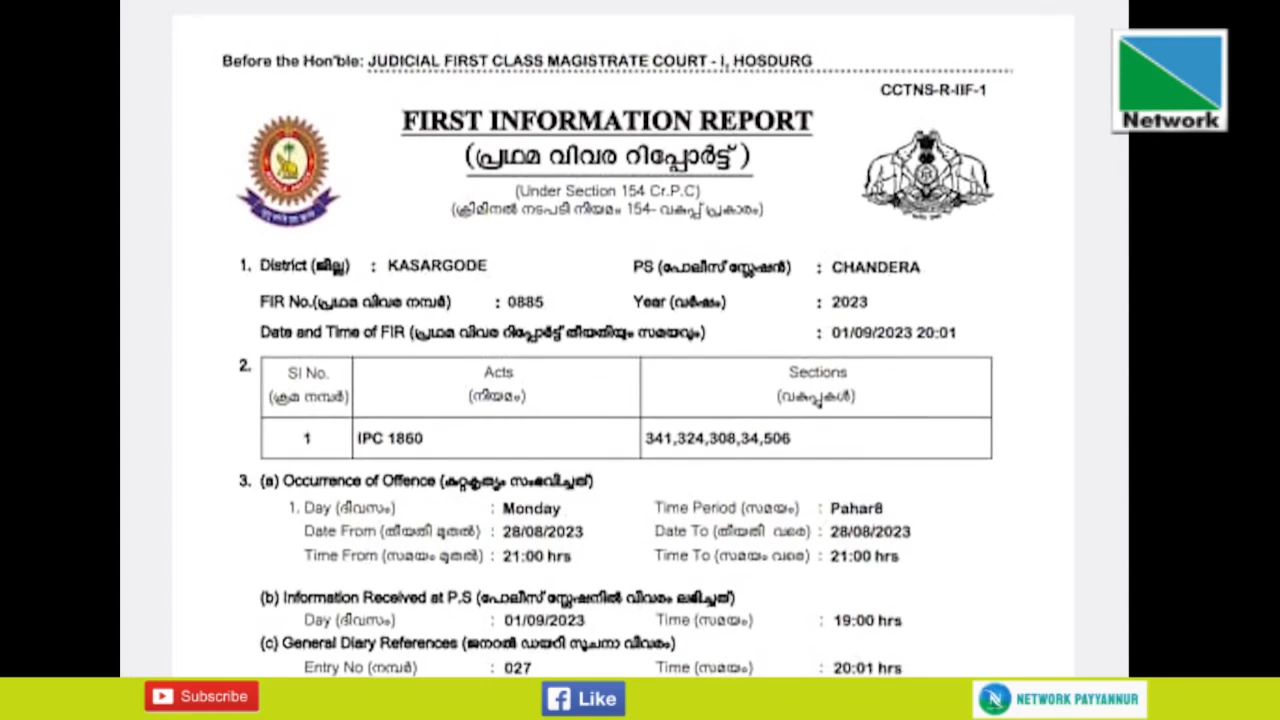 Before the Hon'ble: JUDICIAL FIRST CLASS MAGISTRATE COURT - I, HOSDURG
CCTNS-R-IIF-1
Network
FIRST INFORMATION REPORT
(പ്രഥമ വിവര റിപ്പോർട്ട് )
(Under Section 154 Cr.P.C)
(ക്രിമിനൽ നടപടി നിയമം 154- വകുപ്പ് പ്രകാരം)
1. District (ജില്ല) : KASARGODE PS (പോലീസ് സ്റ്റേഷൻ) : CHANDERA
FIR No.(പ്രഥമ വിവര നമ്പർ) : 0885 Year (വർഷം) : 2023
Date and Time of FIR (പ്രഥമ വിവര റിപ്പോർട്ട് തീയതിയും സമയവും) : 01/09/2023 20:01
2. Sl No. Acts Sections
(ക്രമ നമ്പർ) (നിയമം) (വകുപ്പുകൾ)
1 IPC 1860 341,324,308,34,506
3. (a) Occurrence of Offence (കുറ്റകൃത്യം സംഭവിച്ചത്)
1. Day (ദിവസം) : Monday Time Period (സമയം) : Pahar8
Date From (തീയതി മുതൽ) : 28/08/2023 Date To (തീയതി വരെ) : 28/08/2023
Time From (സമയം മുതൽ) : 21:00 hrs Time To (സമയം വരെ) : 21:00 hrs
(b) Information Received at P.S (പോലീസ് സ്റ്റേഷനിൽ വിവരം ലഭിച്ചത്)
Day (ദിവസം) : 01/09/2023 Time (സമയം) : 19:00 hrs
(c) General Diary References (ജനറൽ ഡയറി സൂചനാ വിവരം)
Entry No (നമ്പർ) : 027 Time (സമയം) : 20:01 hrs
Subscribe
Like
NETWORK PAYYANNUR